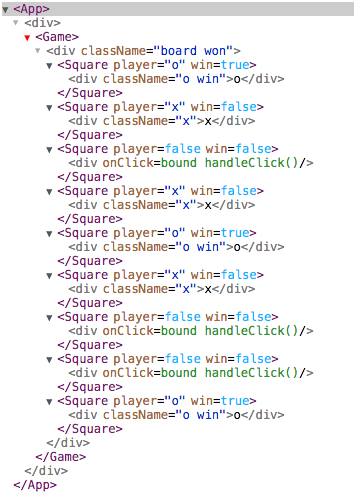 <App>
<div>
<Game>
<div className="board won">
<Square player="o" win=true>
<div className="o win">o</div>
</Square>
<Square player="x" win=false>
<div className="x">x</div>
</Square>
<Square player=false win=false>
<div onClick=bound handleClick()/>
</Square>
<Square player="x" win=false>
<div className="x">x</div>
</Square>
<Square player="o" win=true>
<div className="o win">o</div>
</Square>
<Square player="x" win=false>
<div className="x">x</div>
</Square>
<Square player=false win=false>
<div onClick=bound handleClick()/>
</Square>
<Square player=false win=false>
<div onClick=bound handleClick()/>
</Square>
<Square player="o" win=true>
<div className="o win">o</div>
</Square>
</div>
</Game>
</div>
</App>